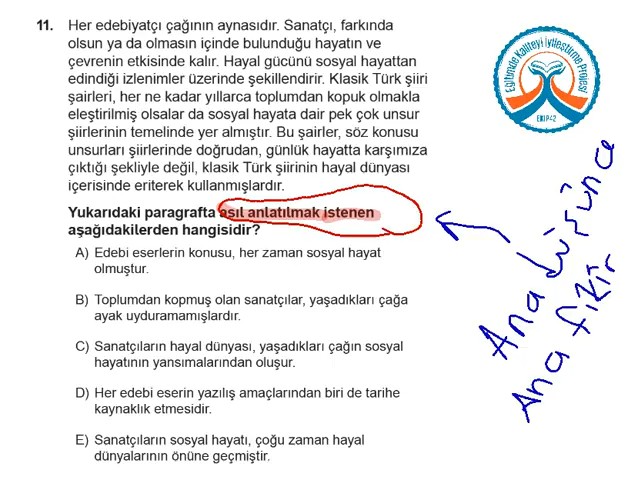 11. Her edebiyatçı çağının aynasıdır. Sanatçı, farkında
olsun ya da olmasın içinde bulunduğu hayatın ve
çevrenin etkisinde kalır. Hayal gücünü sosyal hayattan
edindiği izlenimler üzerinde şekillendirir. Klasik Türk şiiri
şairleri, her ne kadar yıllarca toplumdan kopuk olmakla
eleştirilmiş olsalar da sosyal hayata dair pek çok unsur
şiirlerinin temelinde yer almıştır. Bu şairler, söz konusu
unsurları şiirlerinde doğrudan, günlük hayatta karşımıza
çıktığı şekliyle değil, klasik Türk şiirinin hayal dünyası
içerisinde eriterek kullanmışlardır.
Yukarıdaki paragrafta asıl anlatılmak istenen
aşağıdakilerden hangisidir?
A) Edebi eserlerin konusu, her zaman sosyal hayat
olmuştur.
B) Toplumdan kopmuş olan sanatçılar, yaşadıkları çağa
ayak uyduramamışlardır.
C) Sanatçıların hayal dünyası, yaşadıkları çağın sosyal
hayatının yansımalarından oluşur.
D) Her edebi eserin yazılış amaçlarından biri de tarihe
kaynaklık etmesidir.
E) Sanatçıların sosyal hayatı, çoğu zaman hayal
dünyalarının önüne geçmiştir.
Eğitimde Kaliteyi İyileştirme Projesi
EKİP42
Ana düşünce
Ana fikir